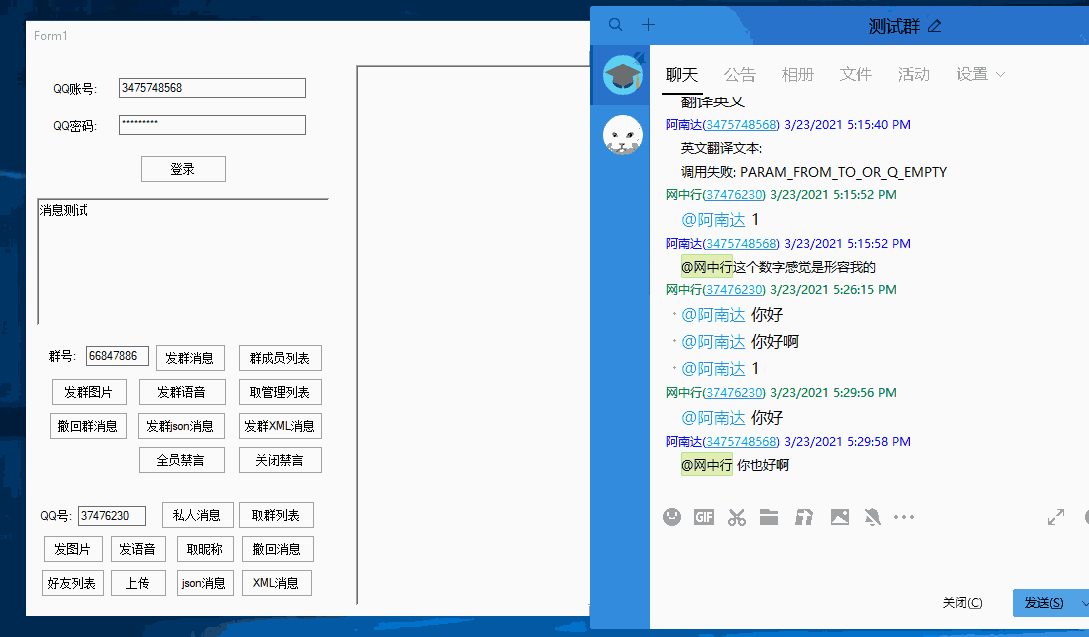 Form1
QQ账号: 3475748568
QQ密码: *********
登录
消息测试
群号: 66847886 发群消息 群成员列表
发群图片 发群语音 取管理列表
撤回群消息 发群json消息 发群XML消息
全员禁言 关闭禁言
QQ号: 37476230 私人消息 取群列表
发图片 发语音 取昵称 撤回消息
好友列表 上传 json消息 XML消息
测试群
聊天 公告 相册 文件 活动 设置
翻译英文
阿南达(3475748568) 3/23/2021 5:15:40 PM
英文翻译文本:
调用失败: PARAM_FROM_TO_OR_Q_EMPTY
网中行(37476230) 3/23/2021 5:15:52 PM
@阿南达 1
阿南达(3475748568) 3/23/2021 5:15:52 PM
@网中行这个数字感觉是形容我的
网中行(37476230) 3/23/2021 5:26:15 PM
@阿南达 你好
@阿南达 你好啊
@阿南达 1
网中行(37476230) 3/23/2021 5:29:56 PM
@阿南达 你好
阿南达(3475748568) 3/23/2021 5:29:58 PM
@网中行 你也好啊
GIF
关闭(C) 发送(S)